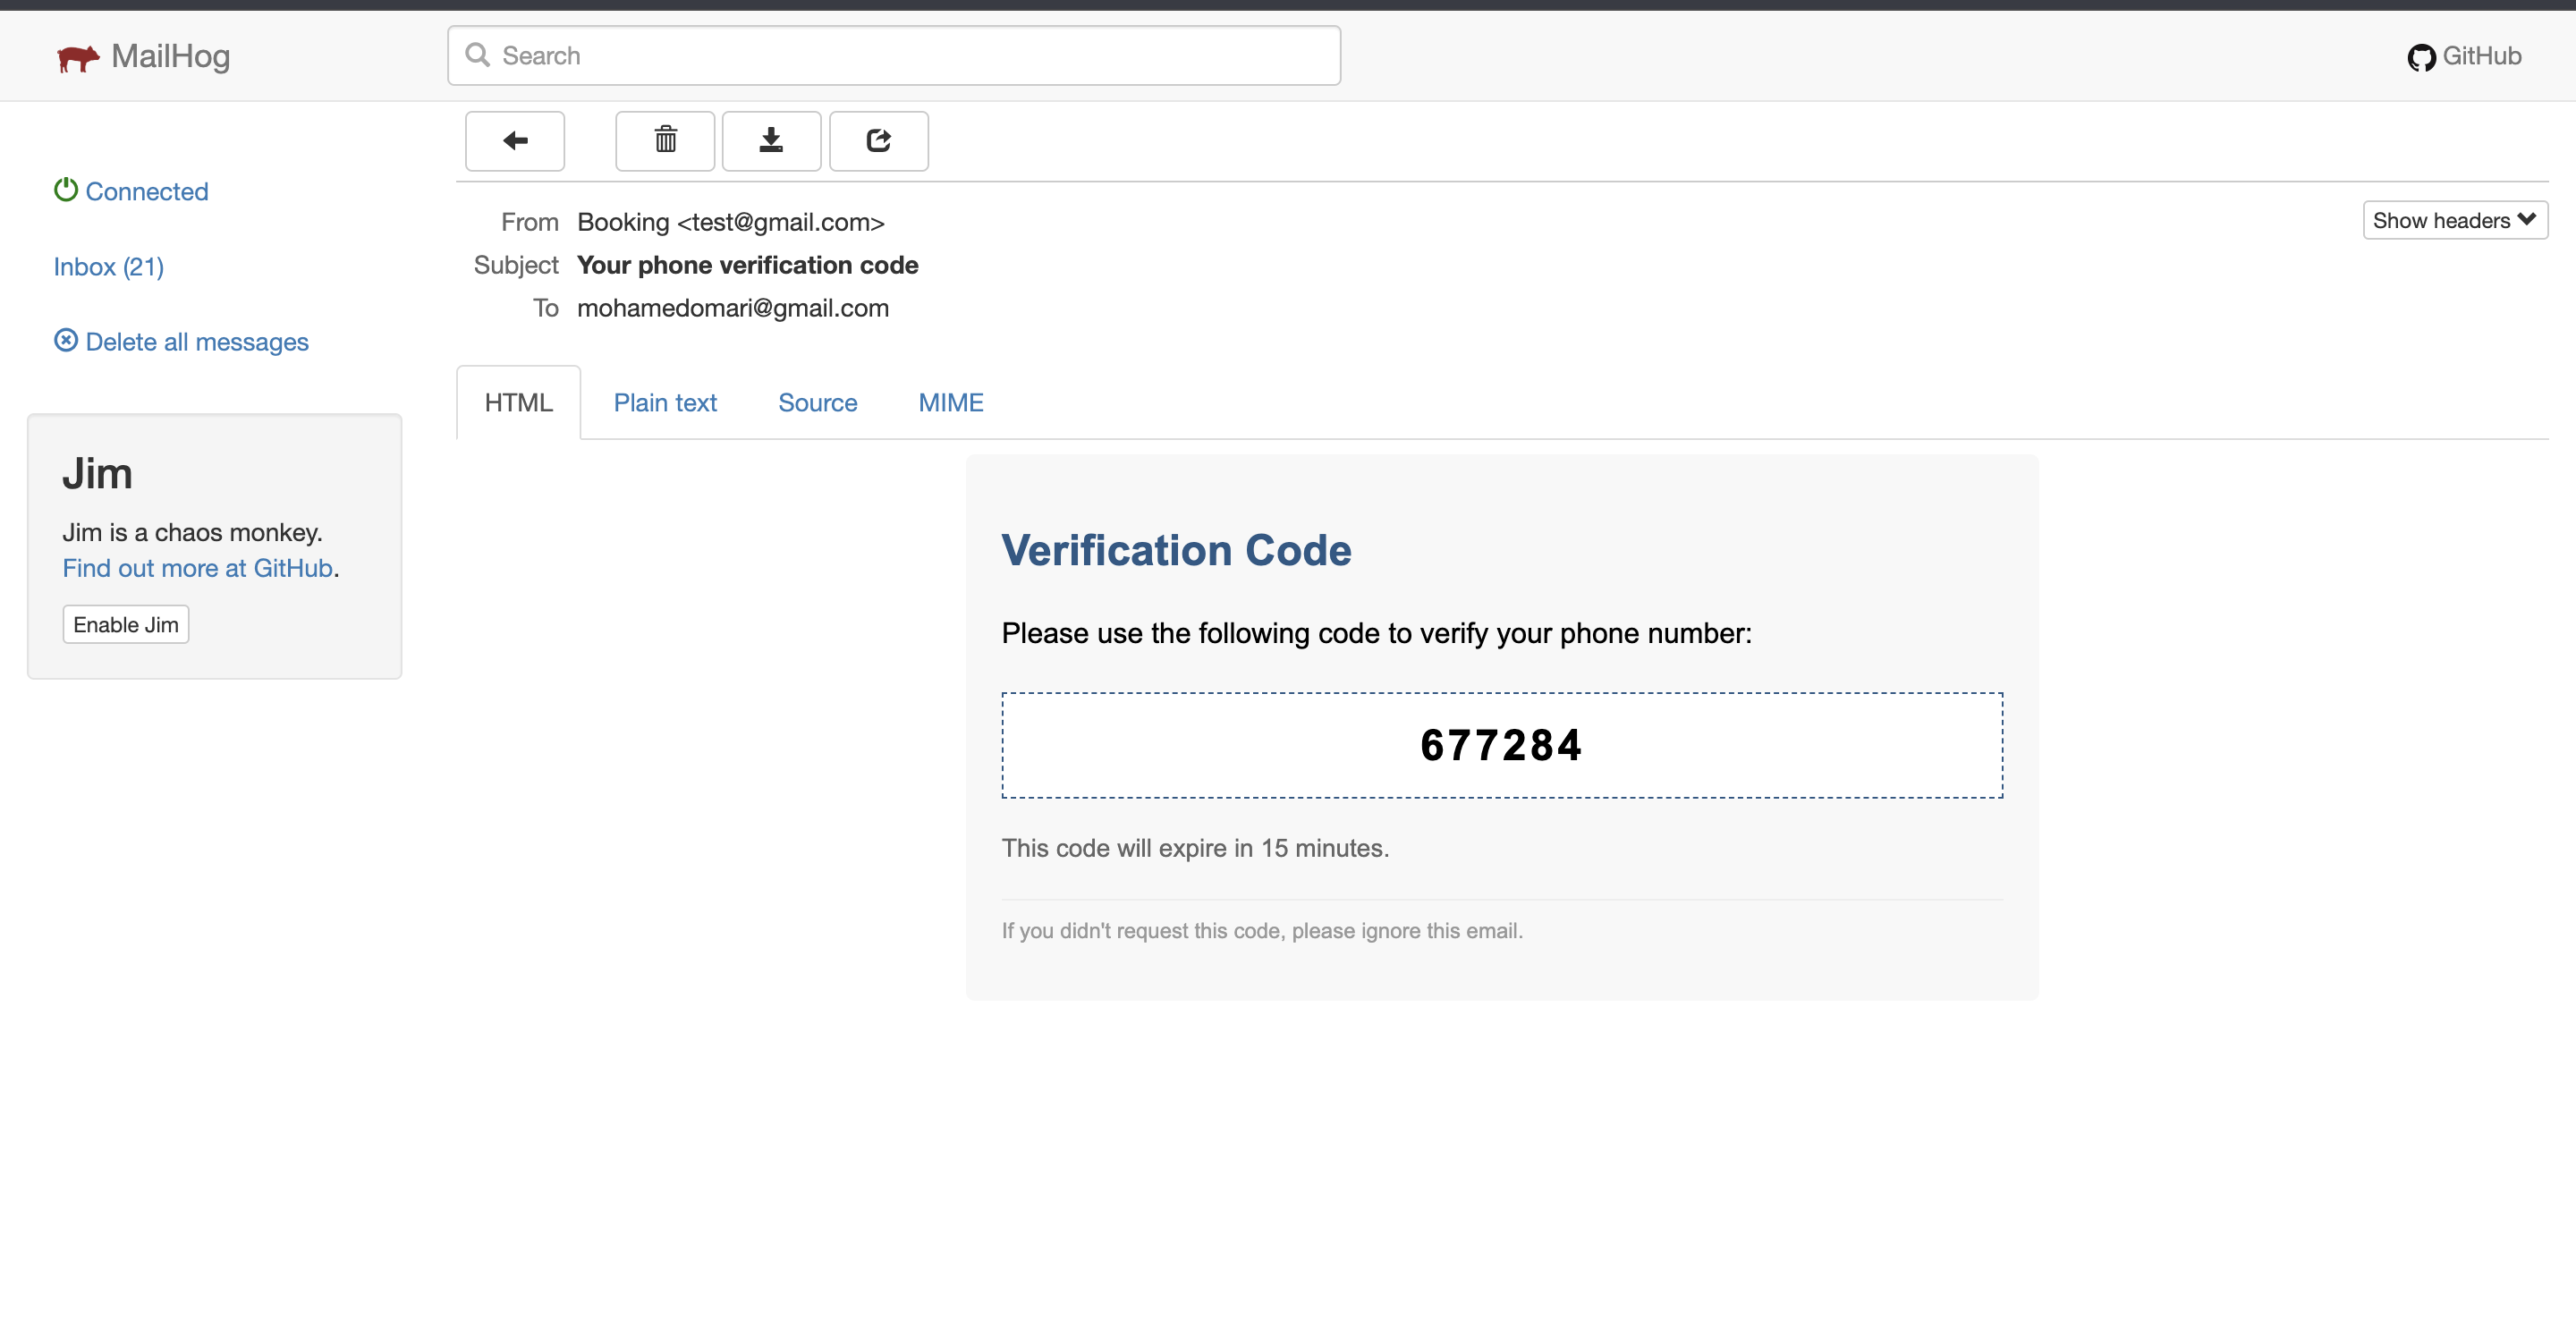 MailHog
Search
GitHub
Connected
Inbox (21)
Delete all messages
Jim
Jim is a chaos monkey.
Find out more at GitHub.
Enable Jim
From Booking <test@gmail.com>
Show headers
Subject Your phone verification code
To mohamedomari@gmail.com
HTML Plain text Source MIME
Verification Code
Please use the following code to verify your phone number:
677284
This code will expire in 15 minutes.
If you didn't request this code, please ignore this email.